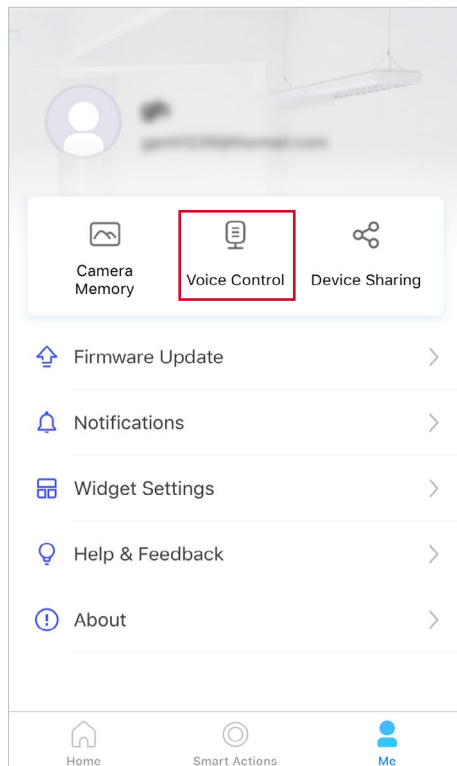 Camera
Memory
Voice Control
Device Sharing
Firmware Update
Notifications
Widget Settings
Help & Feedback
About
Home
Smart Actions
Me